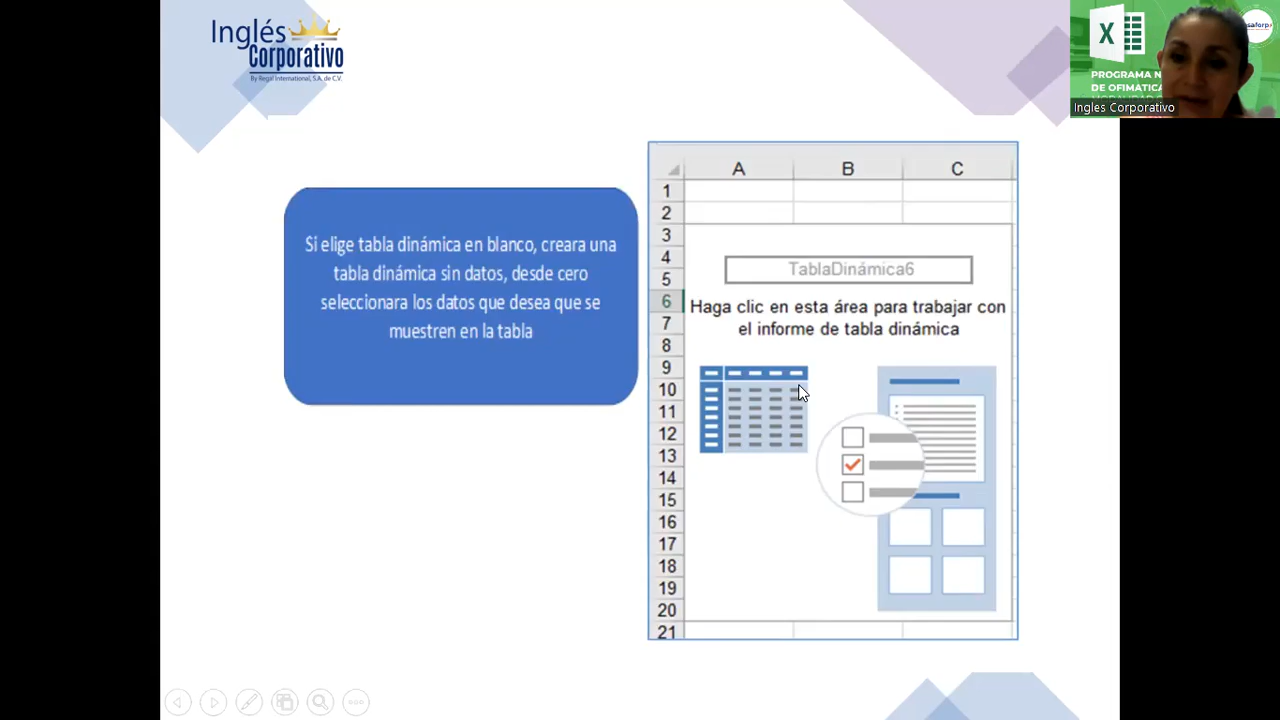 Inglés
Corporativo
By Regal International, S.A. de C.V.
PROGRAMA N
DE OFIMÁTICA
Ingles Corporativo
Si elige tabla dinámica en blanco, creara una
tabla dinámica sin datos, desde cero
seleccionara los datos que desea que se
muestren en la tabla
A B C
1
2
3
4
5
6
7
8
9
10
11
12
13
14
15
16
17
18
19
20
21
TablaDinámica6
Haga clic en esta área para trabajar con
el informe de tabla dinámica